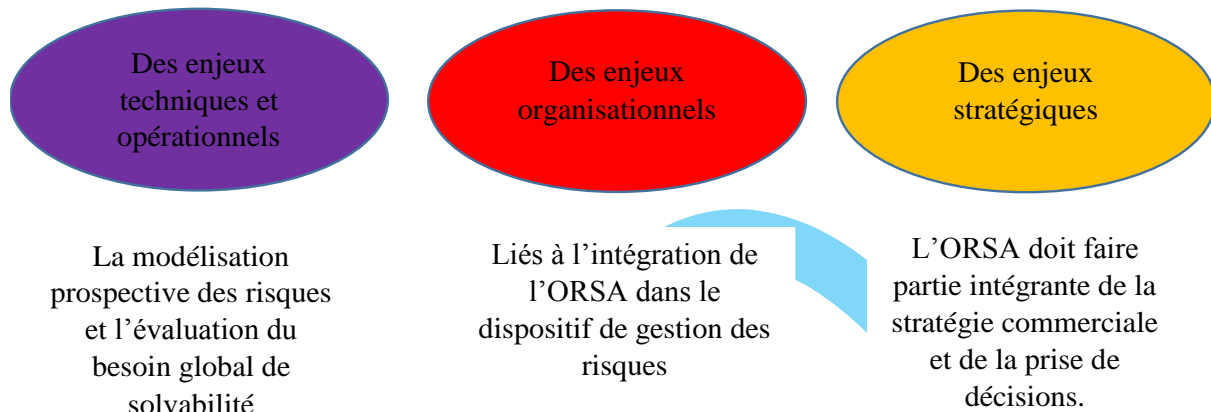 Des enjeux
techniques et
opérationnels
Des enjeux
organisationnels
Des enjeux
stratégiques
La modélisation
prospective des risques
et l’évaluation du
besoin global de
solvabilité
Liés à l’intégration de
l’ORSA dans le
dispositif de gestion des
risques
L’ORSA doit faire
partie intégrante de la
stratégie commerciale
et de la prise de
décisions.